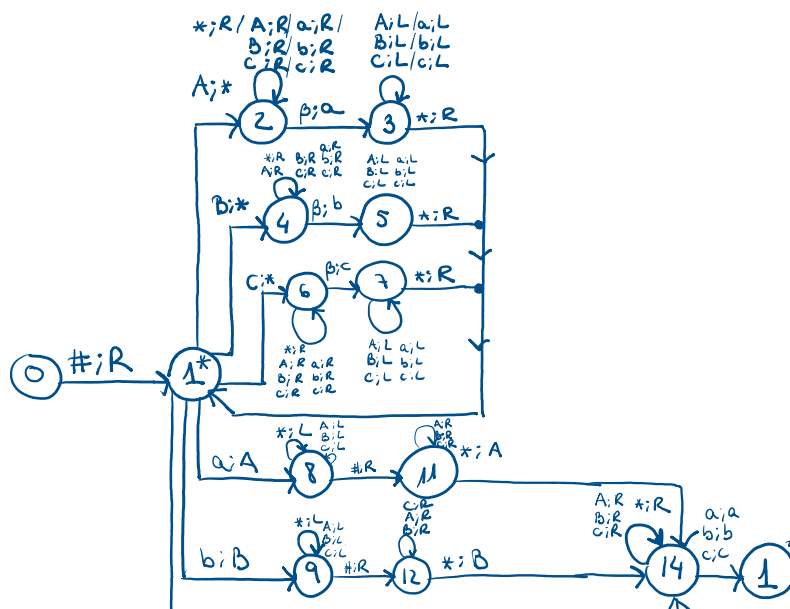 *;R/ A;R/ a;R/
B;R/ b;R
C;R/ c;R
A;L/a;L
B;L/b;L
C;L/c;L
A;*
2
β;a
3
*;R
*;R
A;R
B;R
C;R
a;R
b;R
c;R
A;L a;L
B;L b;L
C;L c;L
B;*
4
β;b
5
*;R
C;*
6
β;c
7
*;R
*;R
A;R a;R
B;R b;R
C;R c;R
A;L a;L
B;L b;L
C;L c;L
0
#;R
1*
a;A
*;L
A;L
B;L
C;L
8
#;R
A;R
B;R
C;R
11
*;A
b;B
*;L
A;L
B;L
C;L
9
#;R
C;R
A;R
B;R
12
*;B
A;R *;R
B;R
C;R
14
a;a
b;b
c;c
1